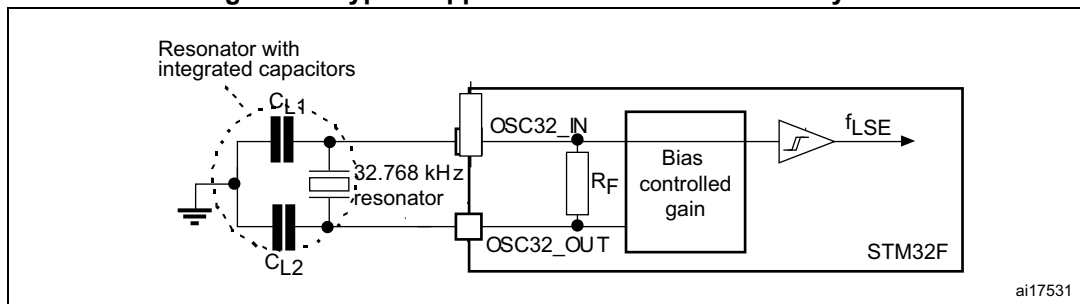 Resonator with
integrated capacitors
CL1
OSC32_IN
fLSE
32.768 kHz
resonator
RF
Bias
controlled
gain
OSC32_OUT
STM32F
CL2
ai17531